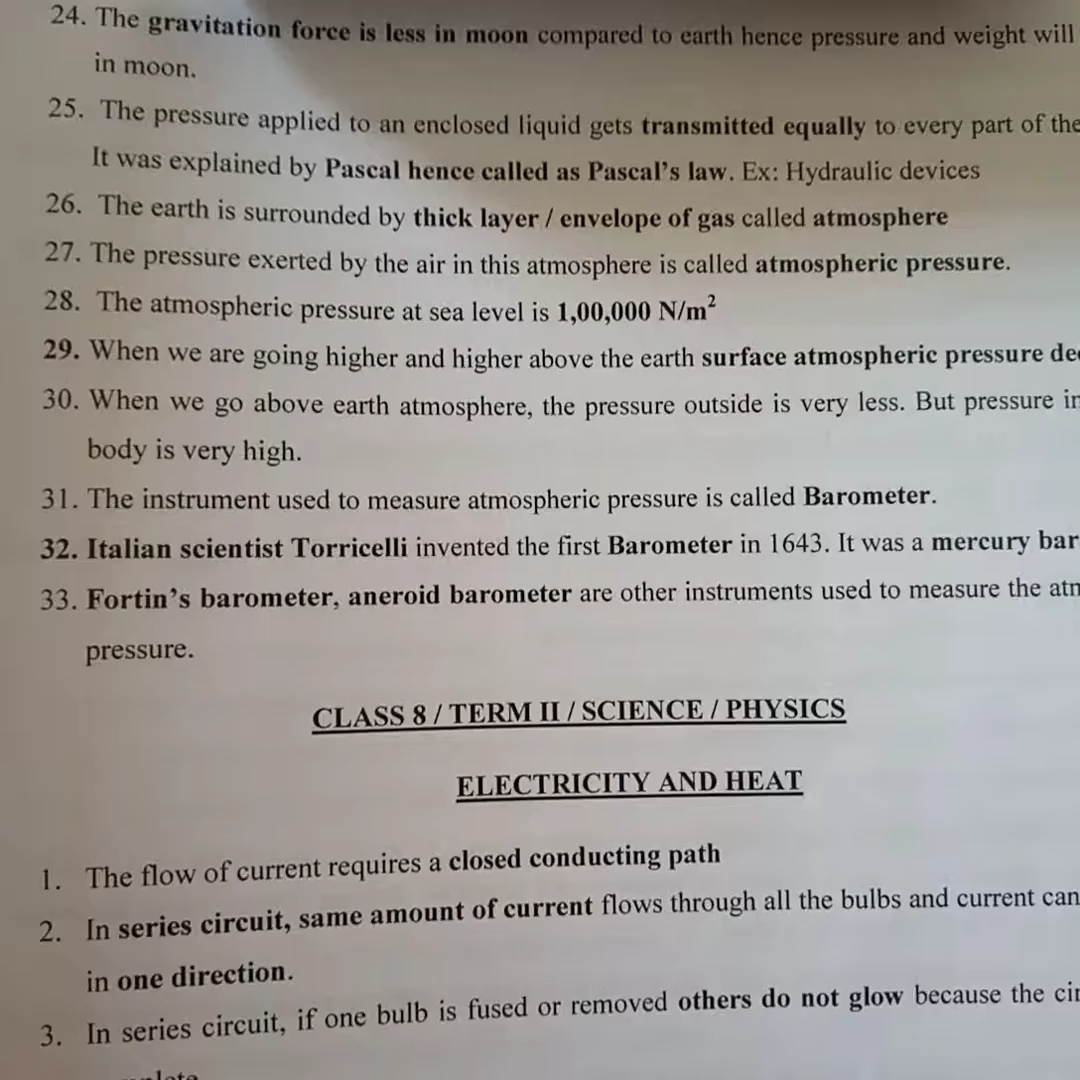 24. The gravitation force is less in moon compared to earth hence pressure and weight will
in moon.
25. The pressure applied to an enclosed liquid gets transmitted equally to every part of the
It was explained by Pascal hence called as Pascal's law. Ex: Hydraulic devices
26. The earth is surrounded by thick layer / envelope of gas called atmosphere
27. The pressure exerted by the air in this atmosphere is called atmospheric pressure.
28. The atmospheric pressure at sea level is 1,00,000 N/m²
29. When we are going higher and higher above the earth surface atmospheric pressure
30. When we go above earth atmosphere, the pressure outside is very less. But pressure
body is very high.
31. The instrument used to measure atmospheric pressure is called Barometer.
32. Italian scientist Torricelli invented the first Barometer in 1643. It was a mercury
33. Fortin's barometer, aneroid barometer are other instruments used to measure the
pressure.
CLASS 8 / TERM II / SCIENCE / PHYSICS
ELECTRICITY AND HEAT
1. The flow of current requires a closed conducting path
2. In series circuit, same amount of current flows through all the bulbs and current can
in one direction.
3. In series circuit, if one bulb is fused or removed others do not glow because the